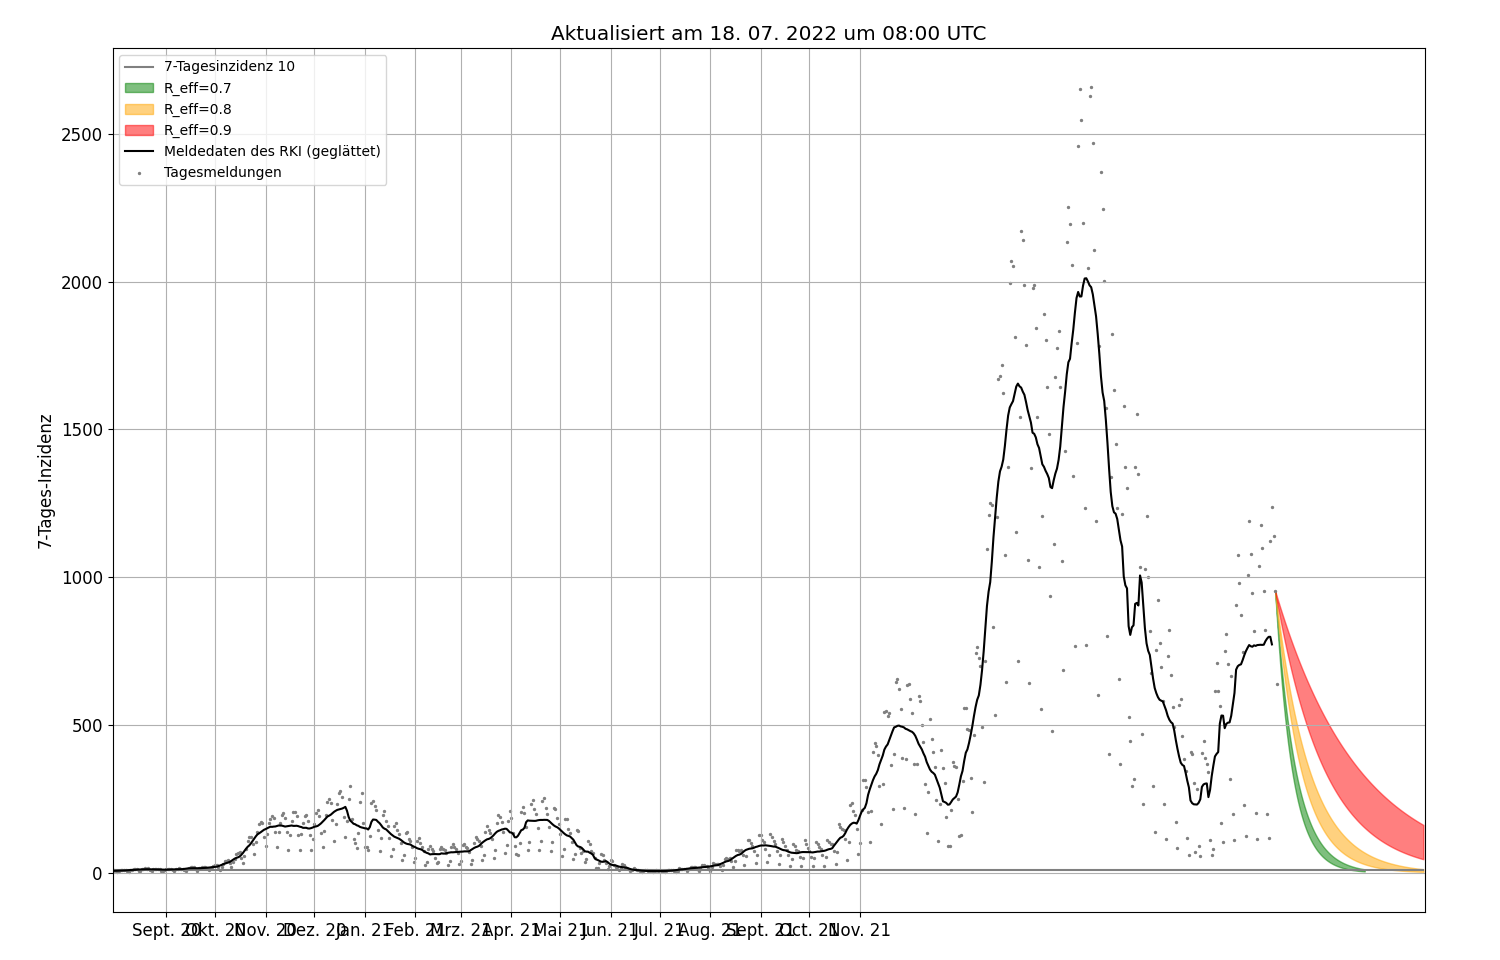 Aktualisiert am 18. 07. 2022 um 08:00 UTC
7-Tagesinzidenz 10
R_eff=0.7
R_eff=0.8
R_eff=0.9
Meldedaten des RKI (geglättet)
Tagesmeldungen
7-Tages-Inzidenz
2500
2000
1500
1000
500
0
Sept. 20 Okt. 20 Nov. 20 Dez. 20 Jan. 21 Feb. 21 Mrz. 21 Apr. 21 Mai 21 Jun. 21 Jul. 21 Aug. 21 Sept. 21 Oct. 21 Nov. 21